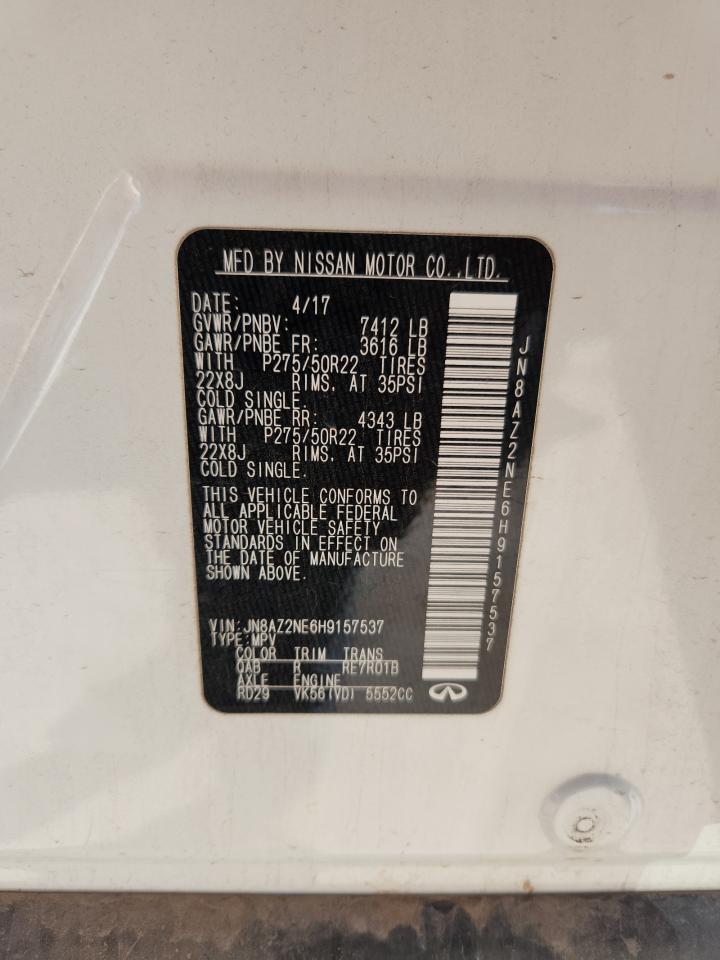 MFD BY NISSAN MOTOR CO.,LTD.
DATE: 4/17
GVWR/PNBV: 7412 LB
GAWR/PNBE FR: 3616 LB
WITH P275/50R22 TIRES
22X8J RIMS, AT 35PSI
COLD SINGLE.
GAWR/PNBE RR: 4343 LB
WITH P275/50R22 TIRES
22X8J RIMS, AT 35PSI
COLD SINGLE.
THIS VEHICLE CONFORMS TO
ALL APPLICABLE FEDERAL
MOTOR VEHICLE SAFETY
STANDARDS IN EFFECT ON
THE DATE OF MANUFACTURE
SHOWN ABOVE.
VIN:JN8AZ2NE6H9157537
TYPE:MPV
COLOR TRIM TRANS
QAB R RE7R01B
AXLE ENGINE
RD29 VK56(VD) 5552CC
JN8AZ2NE6H9157537